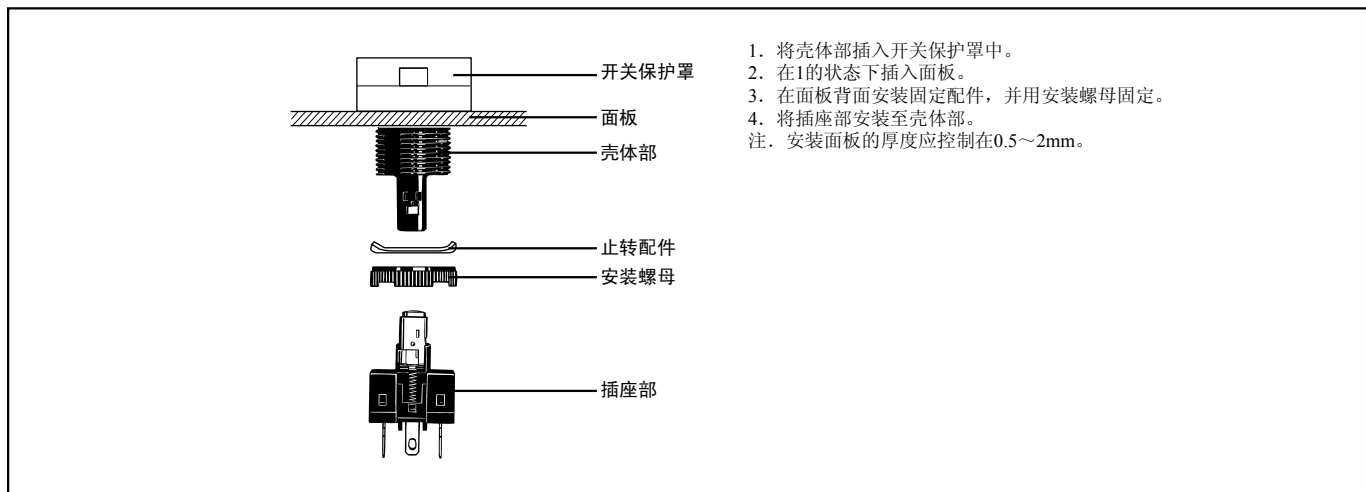 开关保护罩
面板
壳体部
止转配件
安装螺母
插座部
1. 将壳体部插入开关保护罩中。
2. 在1的状态下插入面板。
3. 在面板背面安装固定配件，并用安装螺母固定。
4. 将插座部安装至壳体部。
注. 安装面板的厚度应控制在0.5～2mm。